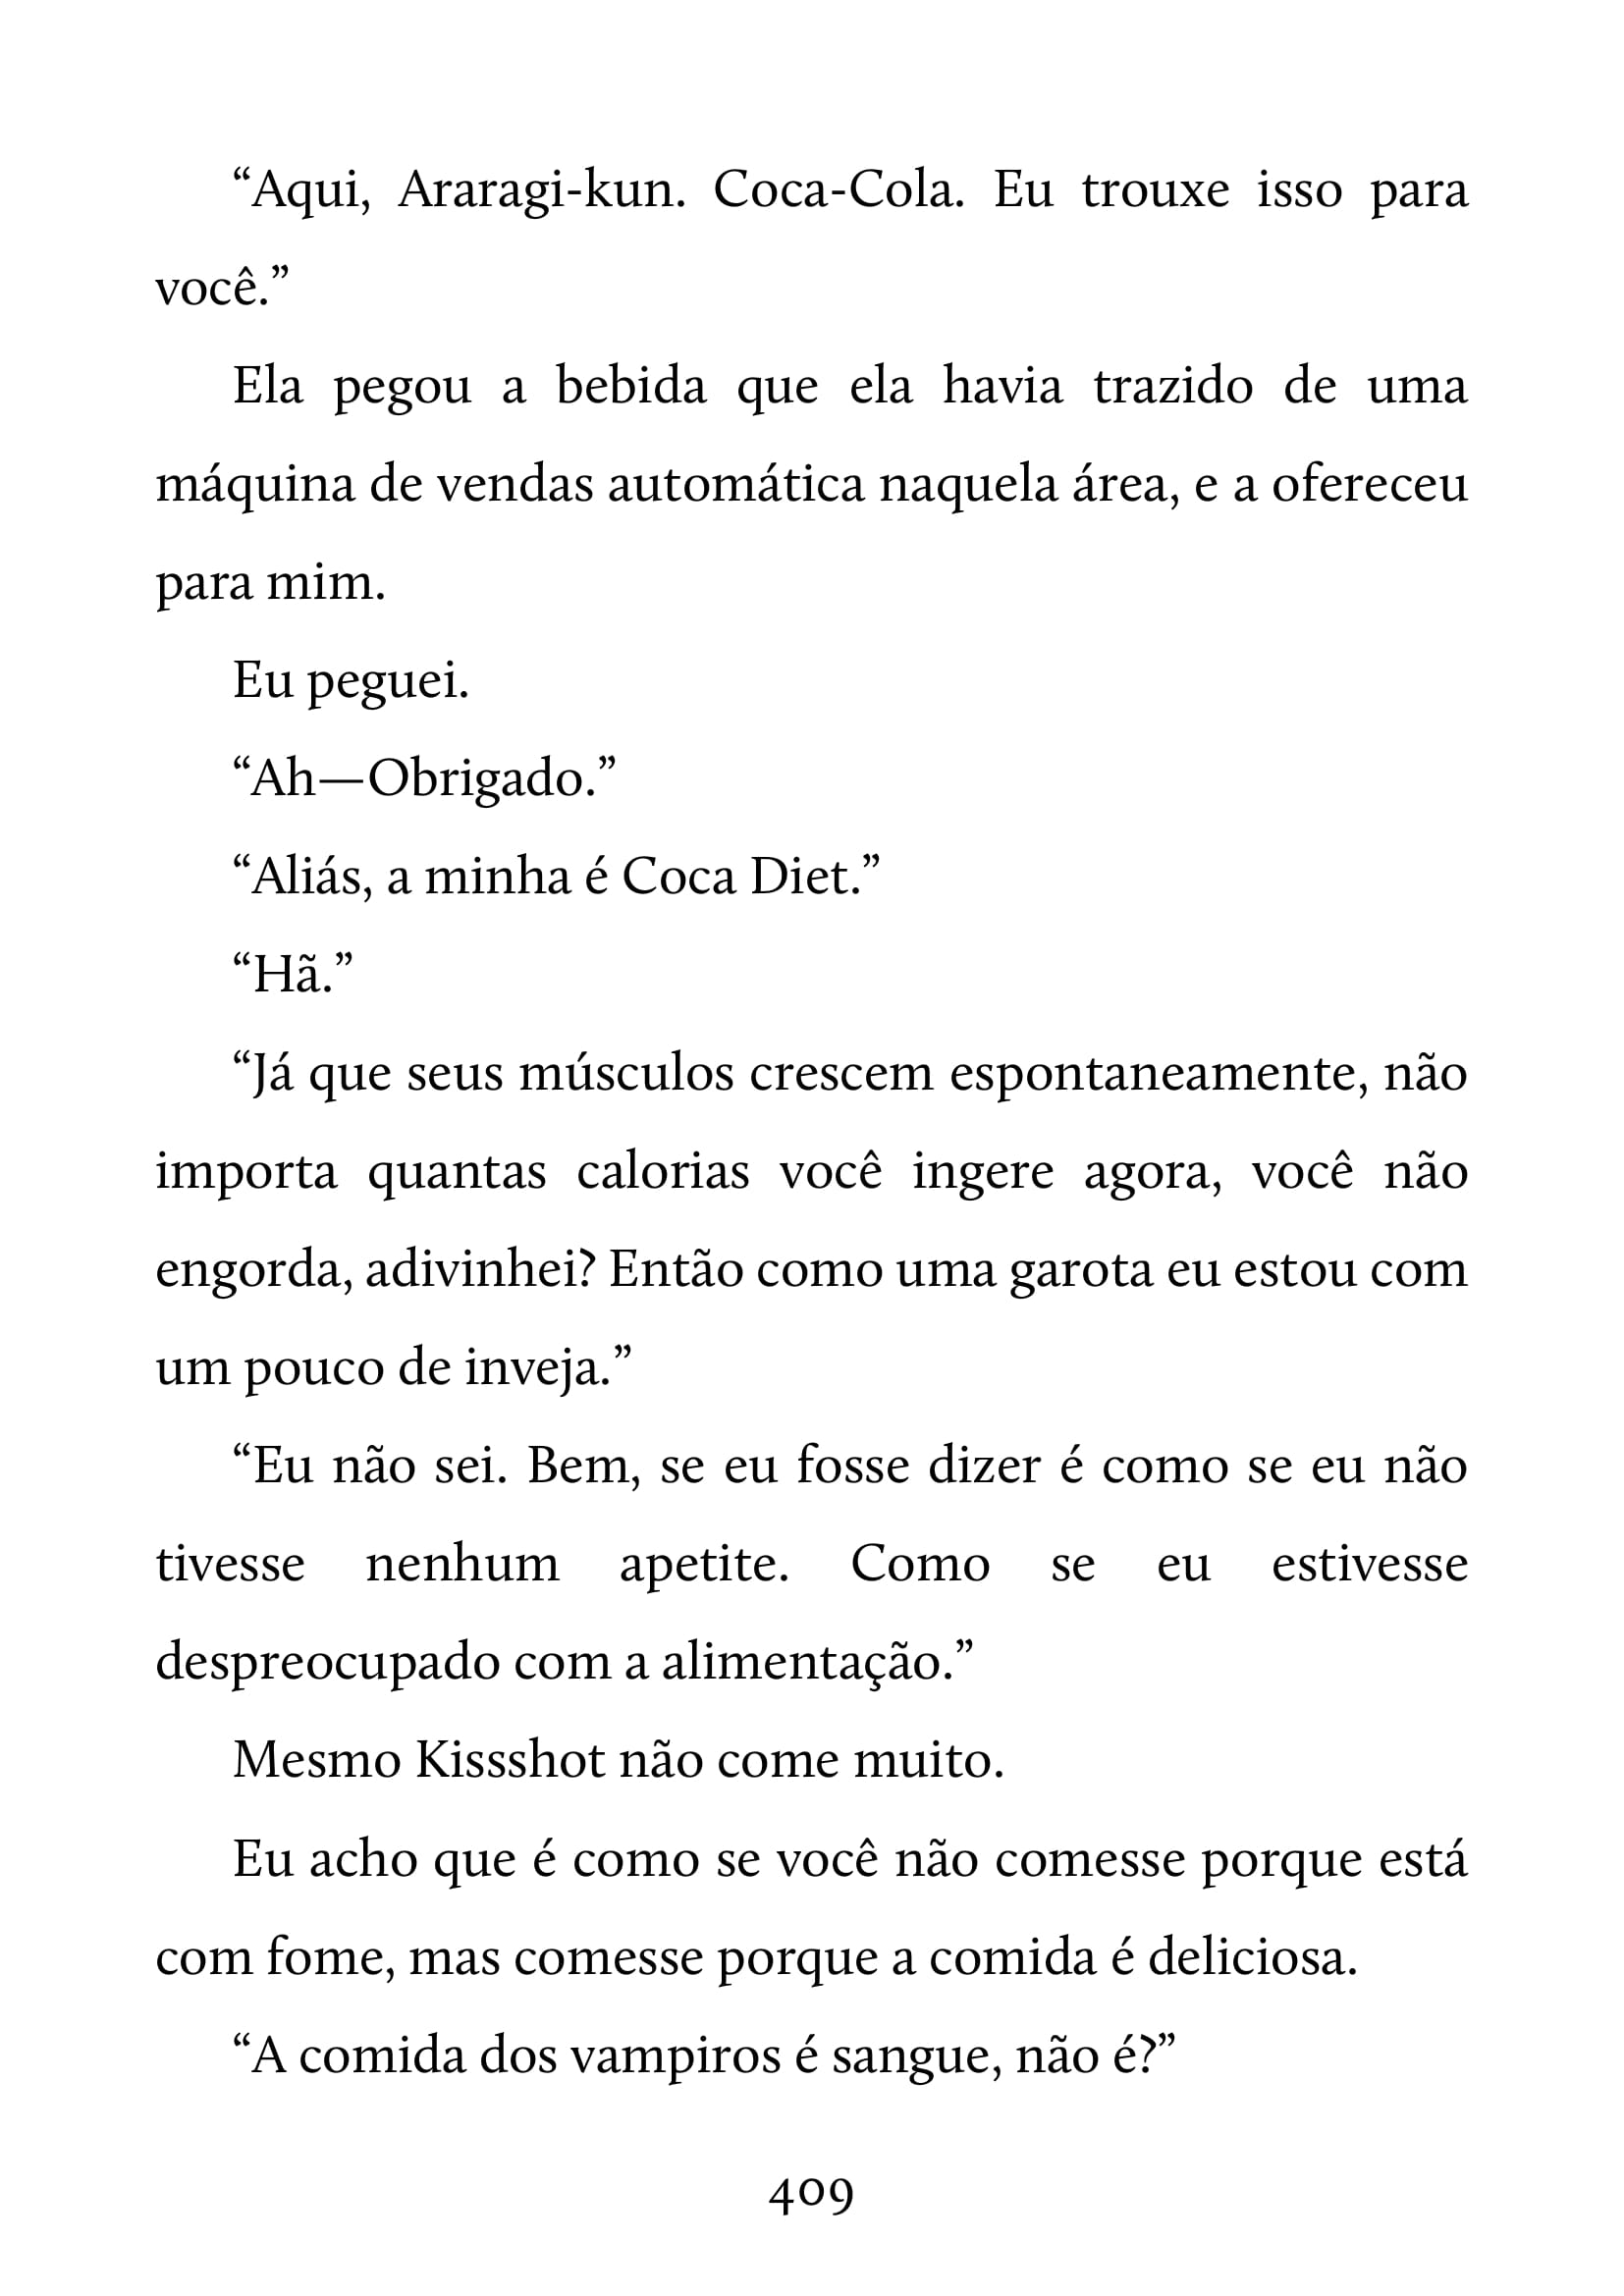 “Aqui, Araragi-kun. Coca-Cola. Eu trouxe isso para
você.”
Ela pegou a bebida que ela havia trazido de uma
máquina de vendas automática naquela área, e a ofereceu
para mim.
Eu peguei.
“Ah—Obrigado.”
“Aliás, a minha é Coca Diet.”
“Hã.”
“Já que seus músculos crescem espontaneamente, não
importa quantas calorias você ingere agora, você não
engorda, adivinhei? Então como uma garota eu estou com
um pouco de inveja.”
“Eu não sei. Bem, se eu fosse dizer é como se eu não
tivesse nenhum apetite. Como se eu estivesse
despreocupado com a alimentação.”
Mesmo Kissshot não come muito.
Eu acho que é como se você não comesse porque está
com fome, mas comesse porque a comida é deliciosa.
“A comida dos vampiros é sangue, não é?”
409